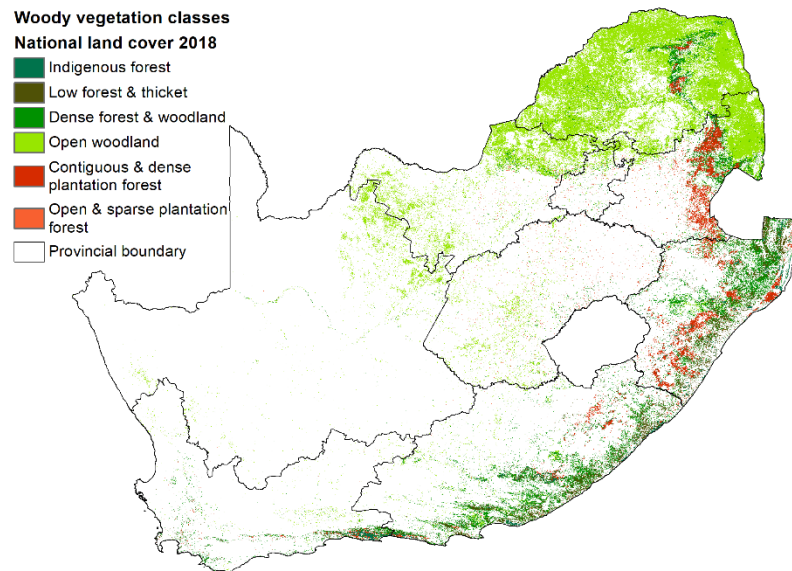 Woody vegetation classes
National land cover 2018
Indigenous forest
Low forest & thicket
Dense forest & woodland
Open woodland
Contiguous & dense
plantation forest
Open & sparse plantation
forest
Provincial boundary